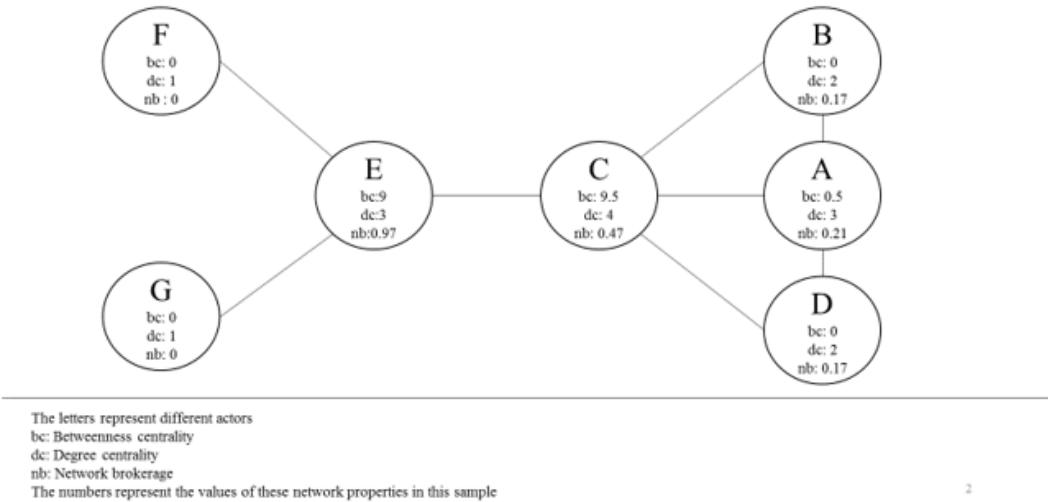 F
bc: 0
dc: 1
nb : 0
B
bc: 0
dc: 2
nb: 0.17
E
bc:9
dc:3
nb:0.97
C
bc: 9.5
dc: 4
nb: 0.47
A
bc: 0.5
dc: 3
nb: 0.21
G
bc: 0
dc: 1
nb: 0
D
bc: 0
dc: 2
nb: 0.17
The letters represent different actors
bc: Betweenness centrality
dc: Degree centrality
nb: Network brokerage
The numbers represent the values of these network properties in this sample
2